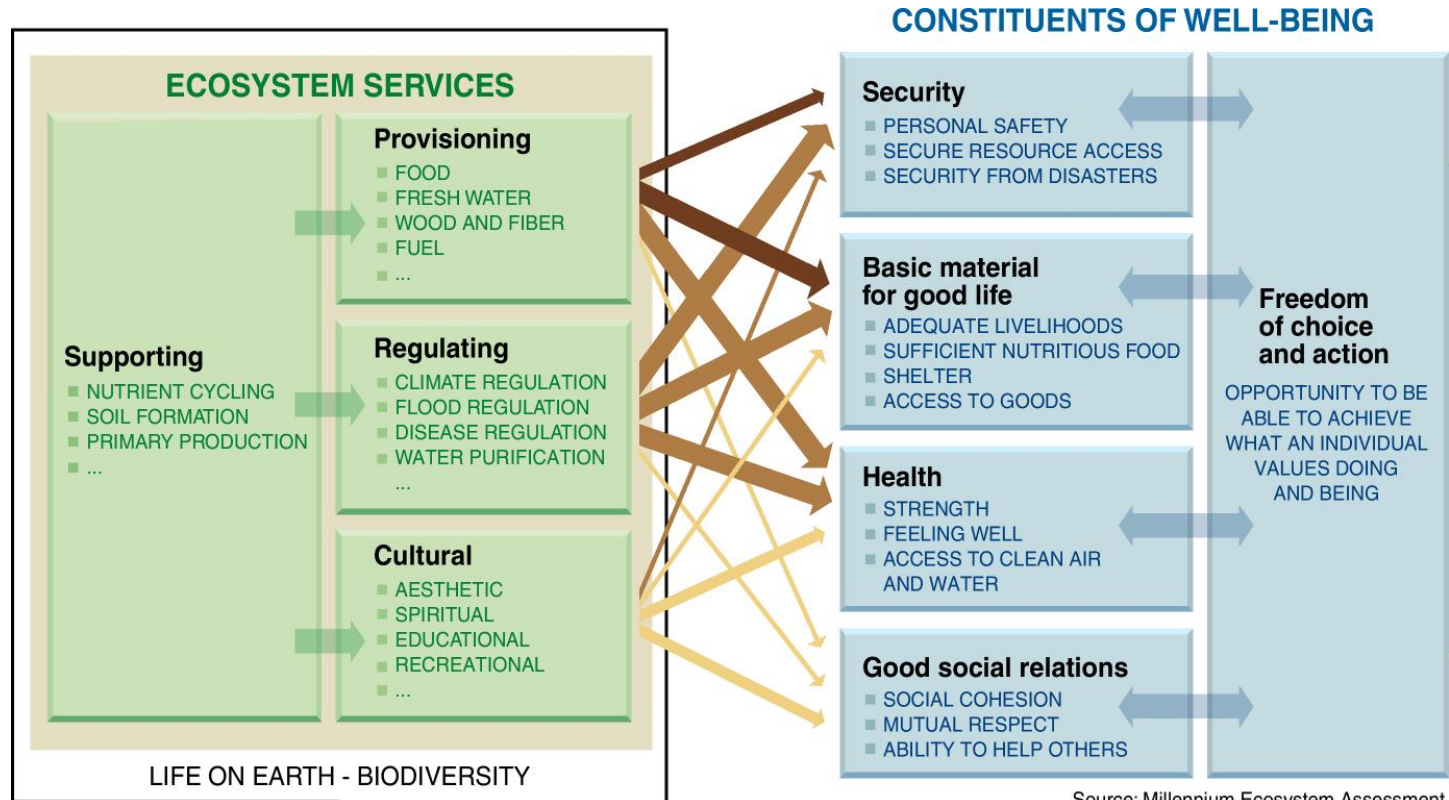 CONSTITUENTS OF WELL-BEING
ECOSYSTEM SERVICES
Supporting
NUTRIENT CYCLING
SOIL FORMATION
PRIMARY PRODUCTION
...
Provisioning
FOOD
FRESH WATER
WOOD AND FIBER
FUEL
...
Regulating
CLIMATE REGULATION
FLOOD REGULATION
DISEASE REGULATION
WATER PURIFICATION
...
Cultural
AESTHETIC
SPIRITUAL
EDUCATIONAL
RECREATIONAL
...
LIFE ON EARTH - BIODIVERSITY
Security
PERSONAL SAFETY
SECURE RESOURCE ACCESS
SECURITY FROM DISASTERS
Basic material
for good life
ADEQUATE LIVELIHOODS
SUFFICIENT NUTRITIOUS FOOD
SHELTER
ACCESS TO GOODS
Health
STRENGTH
FEELING WELL
ACCESS TO CLEAN AIR
AND WATER
Good social relations
SOCIAL COHESION
MUTUAL RESPECT
ABILITY TO HELP OTHERS
Freedom
of choice
and action
OPPORTUNITY TO BE
ABLE TO ACHIEVE
WHAT AN INDIVIDUAL
VALUES DOING
AND BEING
Source: Millennium Ecosystem Assessment